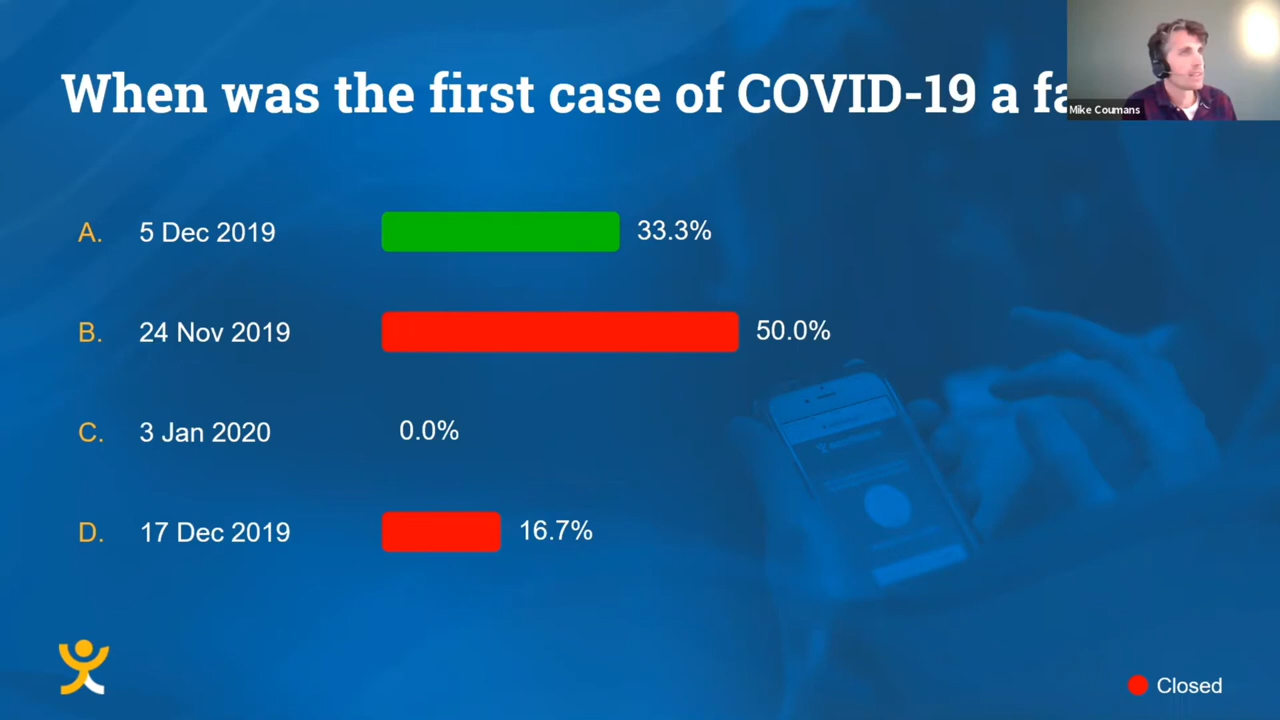 When was the first case of COVID-19 a fa
Mike Coumans
A. 5 Dec 2019 33.3%
B. 24 Nov 2019 50.0%
C. 3 Jan 2020 0.0%
D. 17 Dec 2019 16.7%
Closed